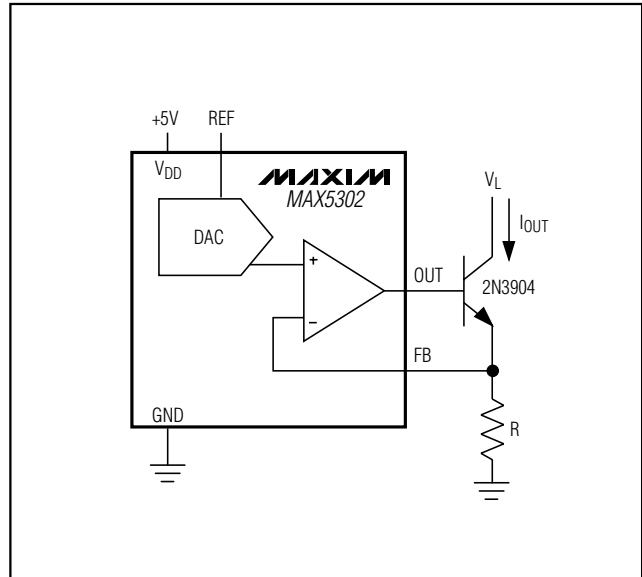 +5V
REF
VDD
MAXIM
MAX5302
DAC
+
−
OUT
FB
GND
VL
IOUT
2N3904
R